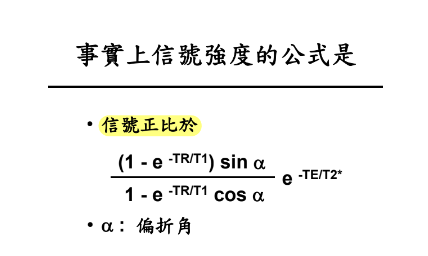 事實上信號強度的公式是
• 信號正比於
(1 - e -TR/T1) sin α
1 - e -TR/T1 cos α
e -TE/T2*
• α : 偏折角